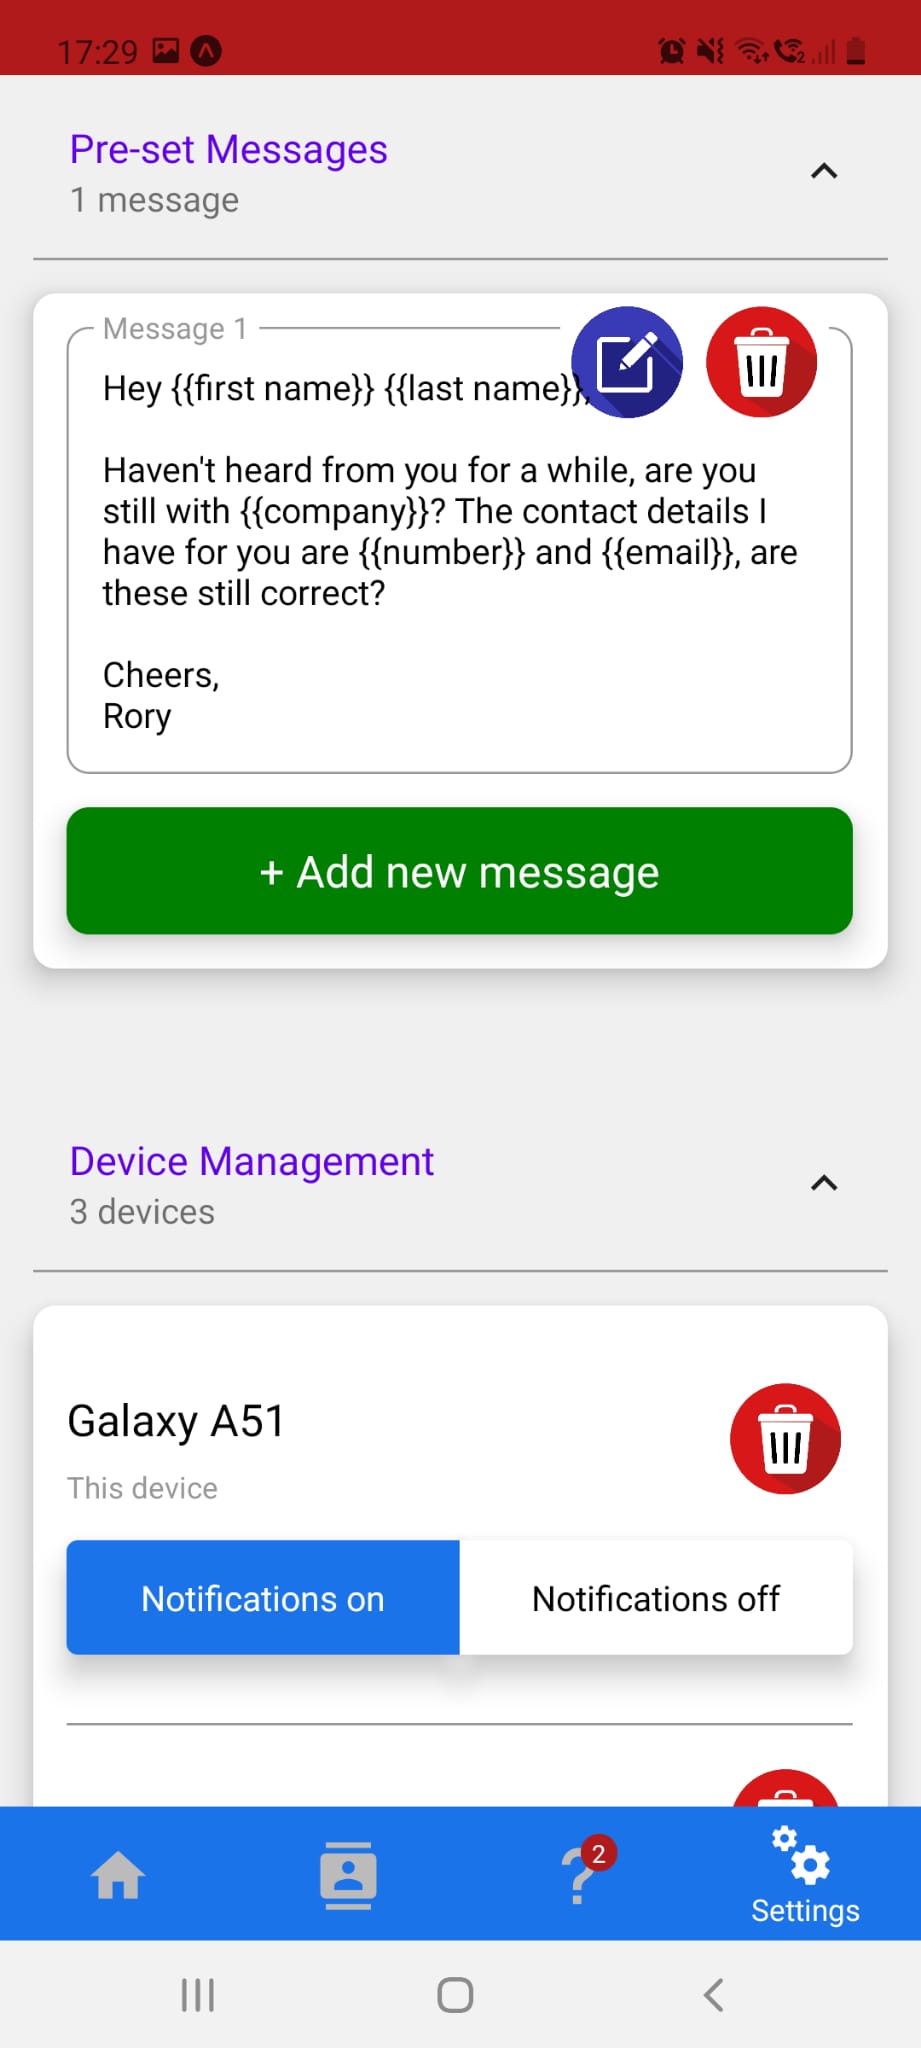 17:29
Pre-set Messages
1 message
Message 1
Hey {{first name}} {{last name}},
Haven't heard from you for a while, are you
still with {{company}}? The contact details I
have for you are {{number}} and {{email}}, are
these still correct?
Cheers,
Rory
+ Add new message
Device Management
3 devices
Galaxy A51
This device
Notifications on
Notifications off
2
Settings